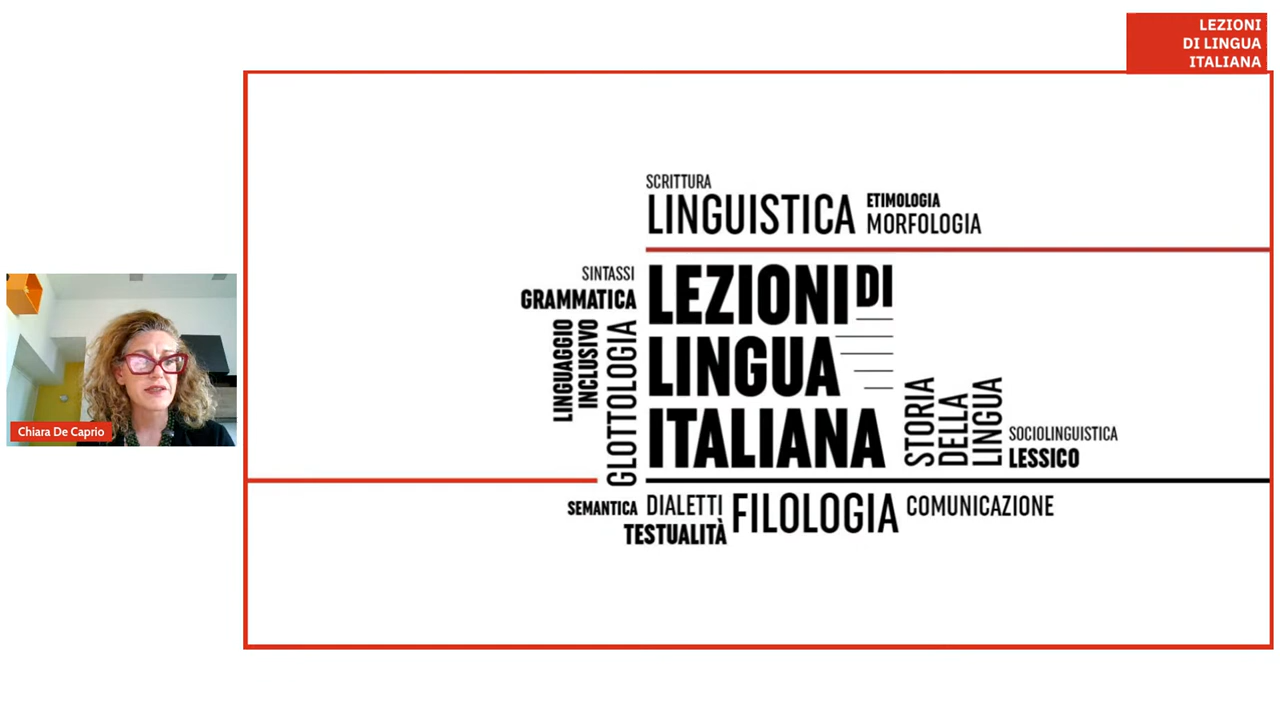 LEZIONI
DI LINGUA
ITALIANA
SCRITTURA
LINGUISTICA
ETIMOLOGIA
MORFOLOGIA
SINTASSI
GRAMMATICA
LINGUAGGIO
INCLUSIVO
GLOTTOLOGIA
LEZIONI DI
LINGUA
ITALIANA
STORIA
DELLA
LINGUA
SOCIOLINGUISTICA
LESSICO
SEMANTICA
DIALETTI
TESTUALITÀ
FILOLOGIA
COMUNICAZIONE
Chiara De Caprio